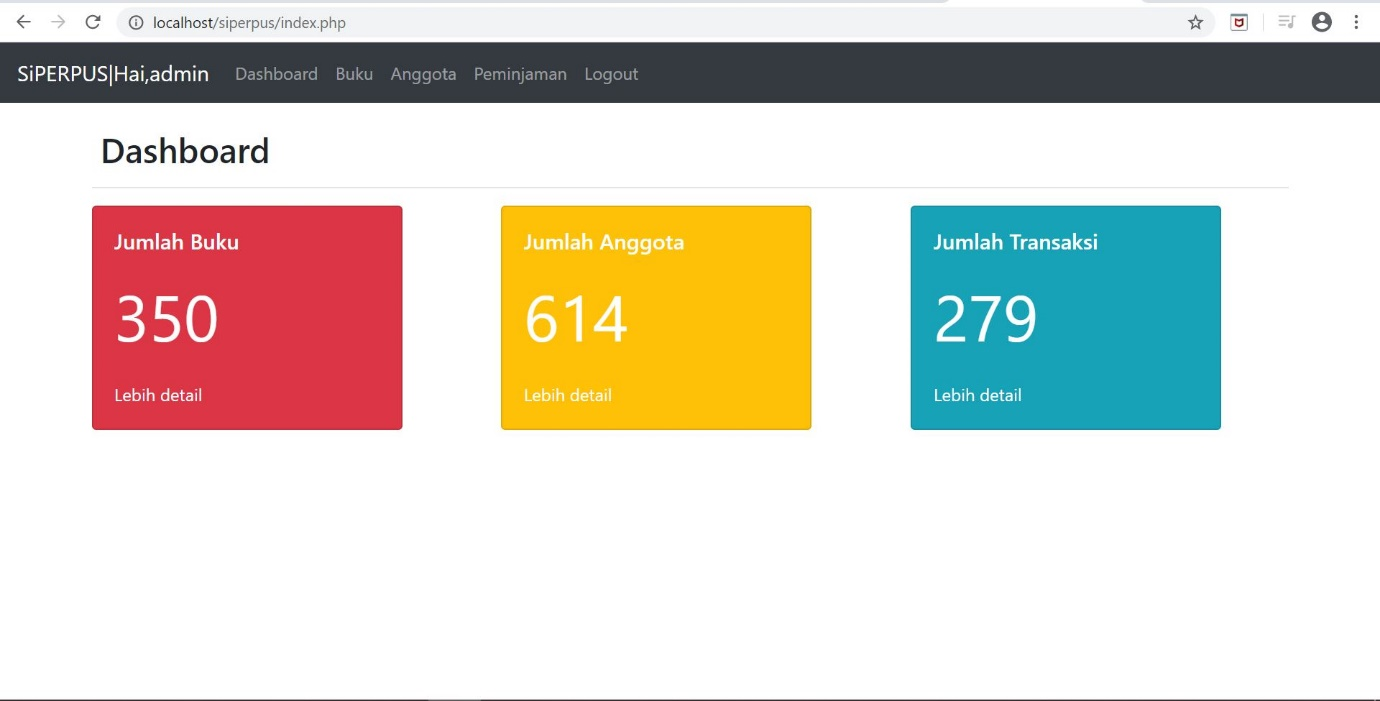 localhost/siperpus/index.php
SiPERPUS|Hai,admin Dashboard Buku Anggota Peminjaman Logout
Dashboard
Jumlah Buku
350
Lebih detail
Jumlah Anggota
614
Lebih detail
Jumlah Transaksi
279
Lebih detail